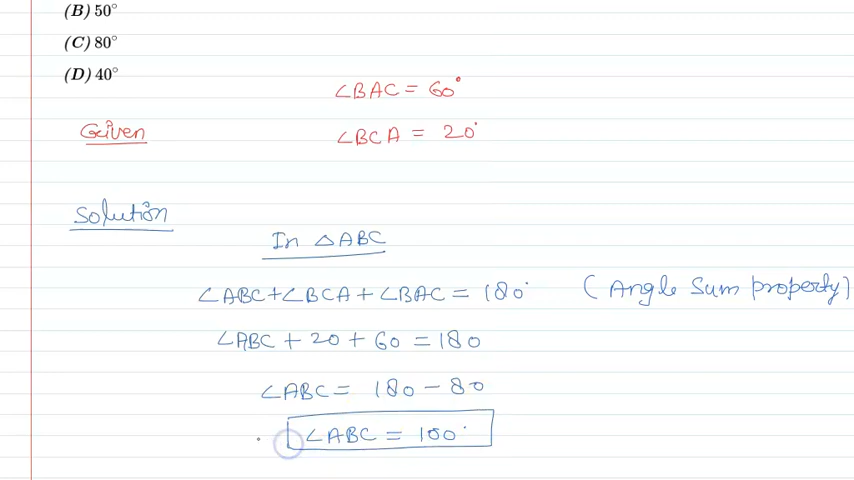 (B) 50°
(C) 80°
(D) 40°
∠BAC = 60°
Given
∠BCA = 20°
Solution
In △ABC
∠ABC+∠BCA+∠BAC = 180° (Angle Sum property)
∠ABC + 20 + 60 = 180
∠ABC = 180 - 80
∠ABC = 100°